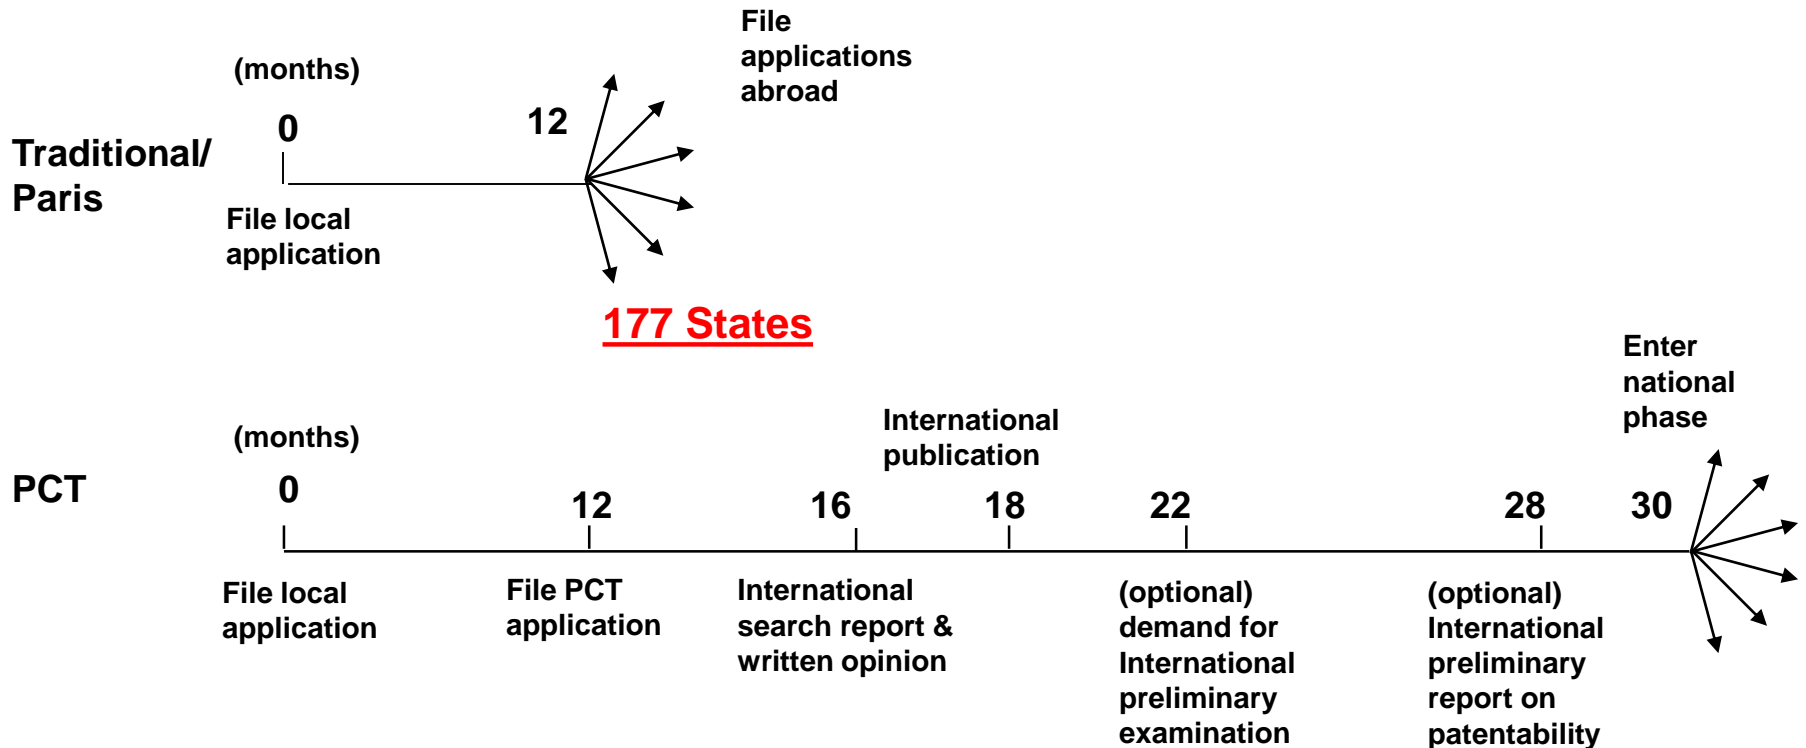 File
applications
abroad
(months)
0
12
Traditional/
Paris
File local
application
177 States
Enter
national
phase
International
publication
(months)
PCT
0
12
16
18
22
28
30
File local
application
File PCT
application
International
search report &
written opinion
(optional)
demand for
International
preliminary
examination
(optional)
International
preliminary
report on
patentability